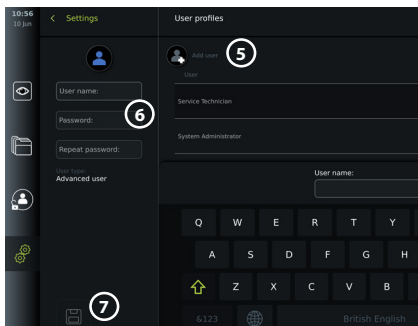 10:56
10 Jun
Settings
User profiles
5
Add user
User
User name:
Service Technician
Password:
6
System Administrator
Repeat password:
User type:
Advanced user
User name:
Q W E R T Y
A S D F G H
Z X C V B
7
&123
British English